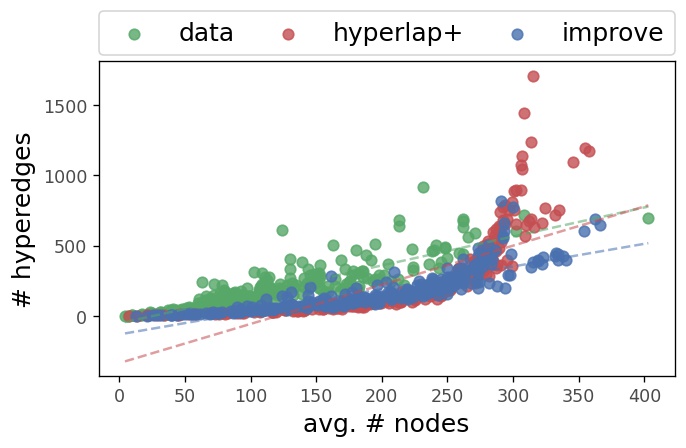 data hyperlap+ improve
# hyperedges
1500
1000
500
0
0 50 100 150 200 250 300 350 400
avg. # nodes